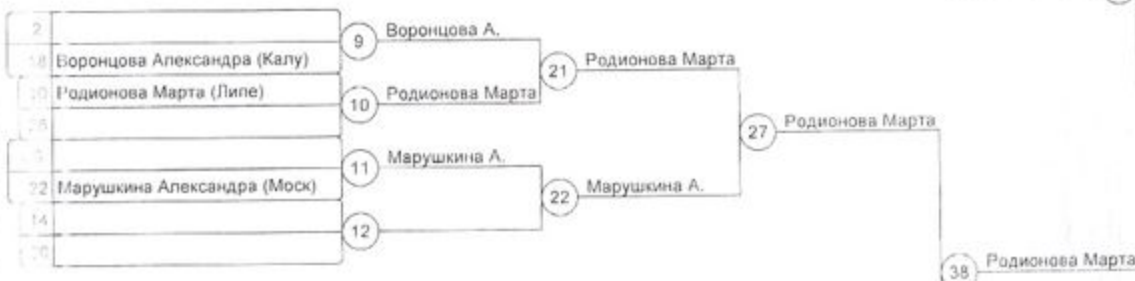 2
9 Воронцова А.
18 Воронцова Александра (Калу)
21 Родионова Марта
Родионова Марта (Липе)
10 Родионова Марта
27 Родионова Марта
11 Марушкина А.
22 Марушкина Александра (Моск)
22 Марушкина А.
14
12
38 Родионова Марта